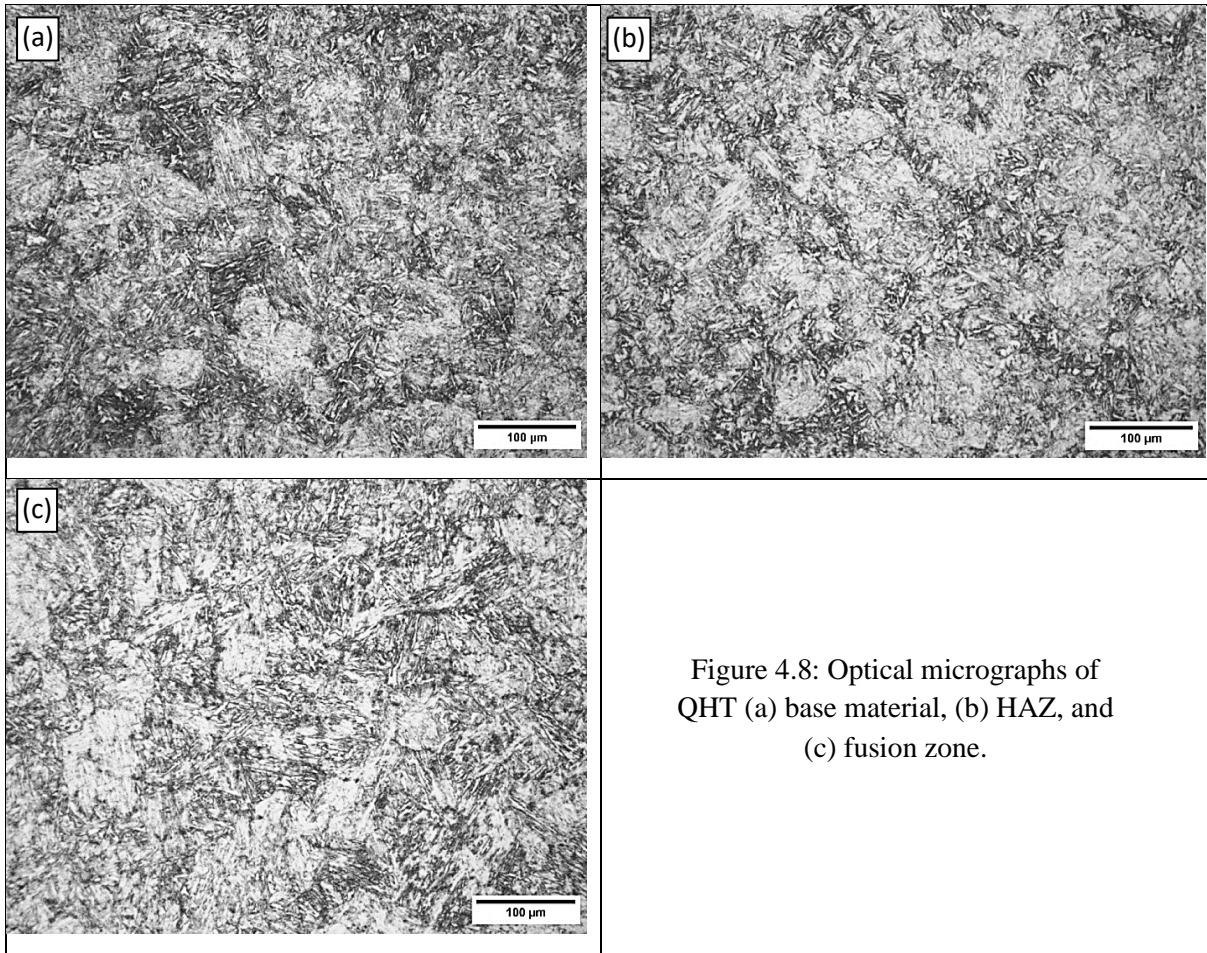 (a)
100 µm
(b)
100 µm
(c)
100 µm
Figure 4.8: Optical micrographs of
QHT (a) base material, (b) HAZ, and
(c) fusion zone.